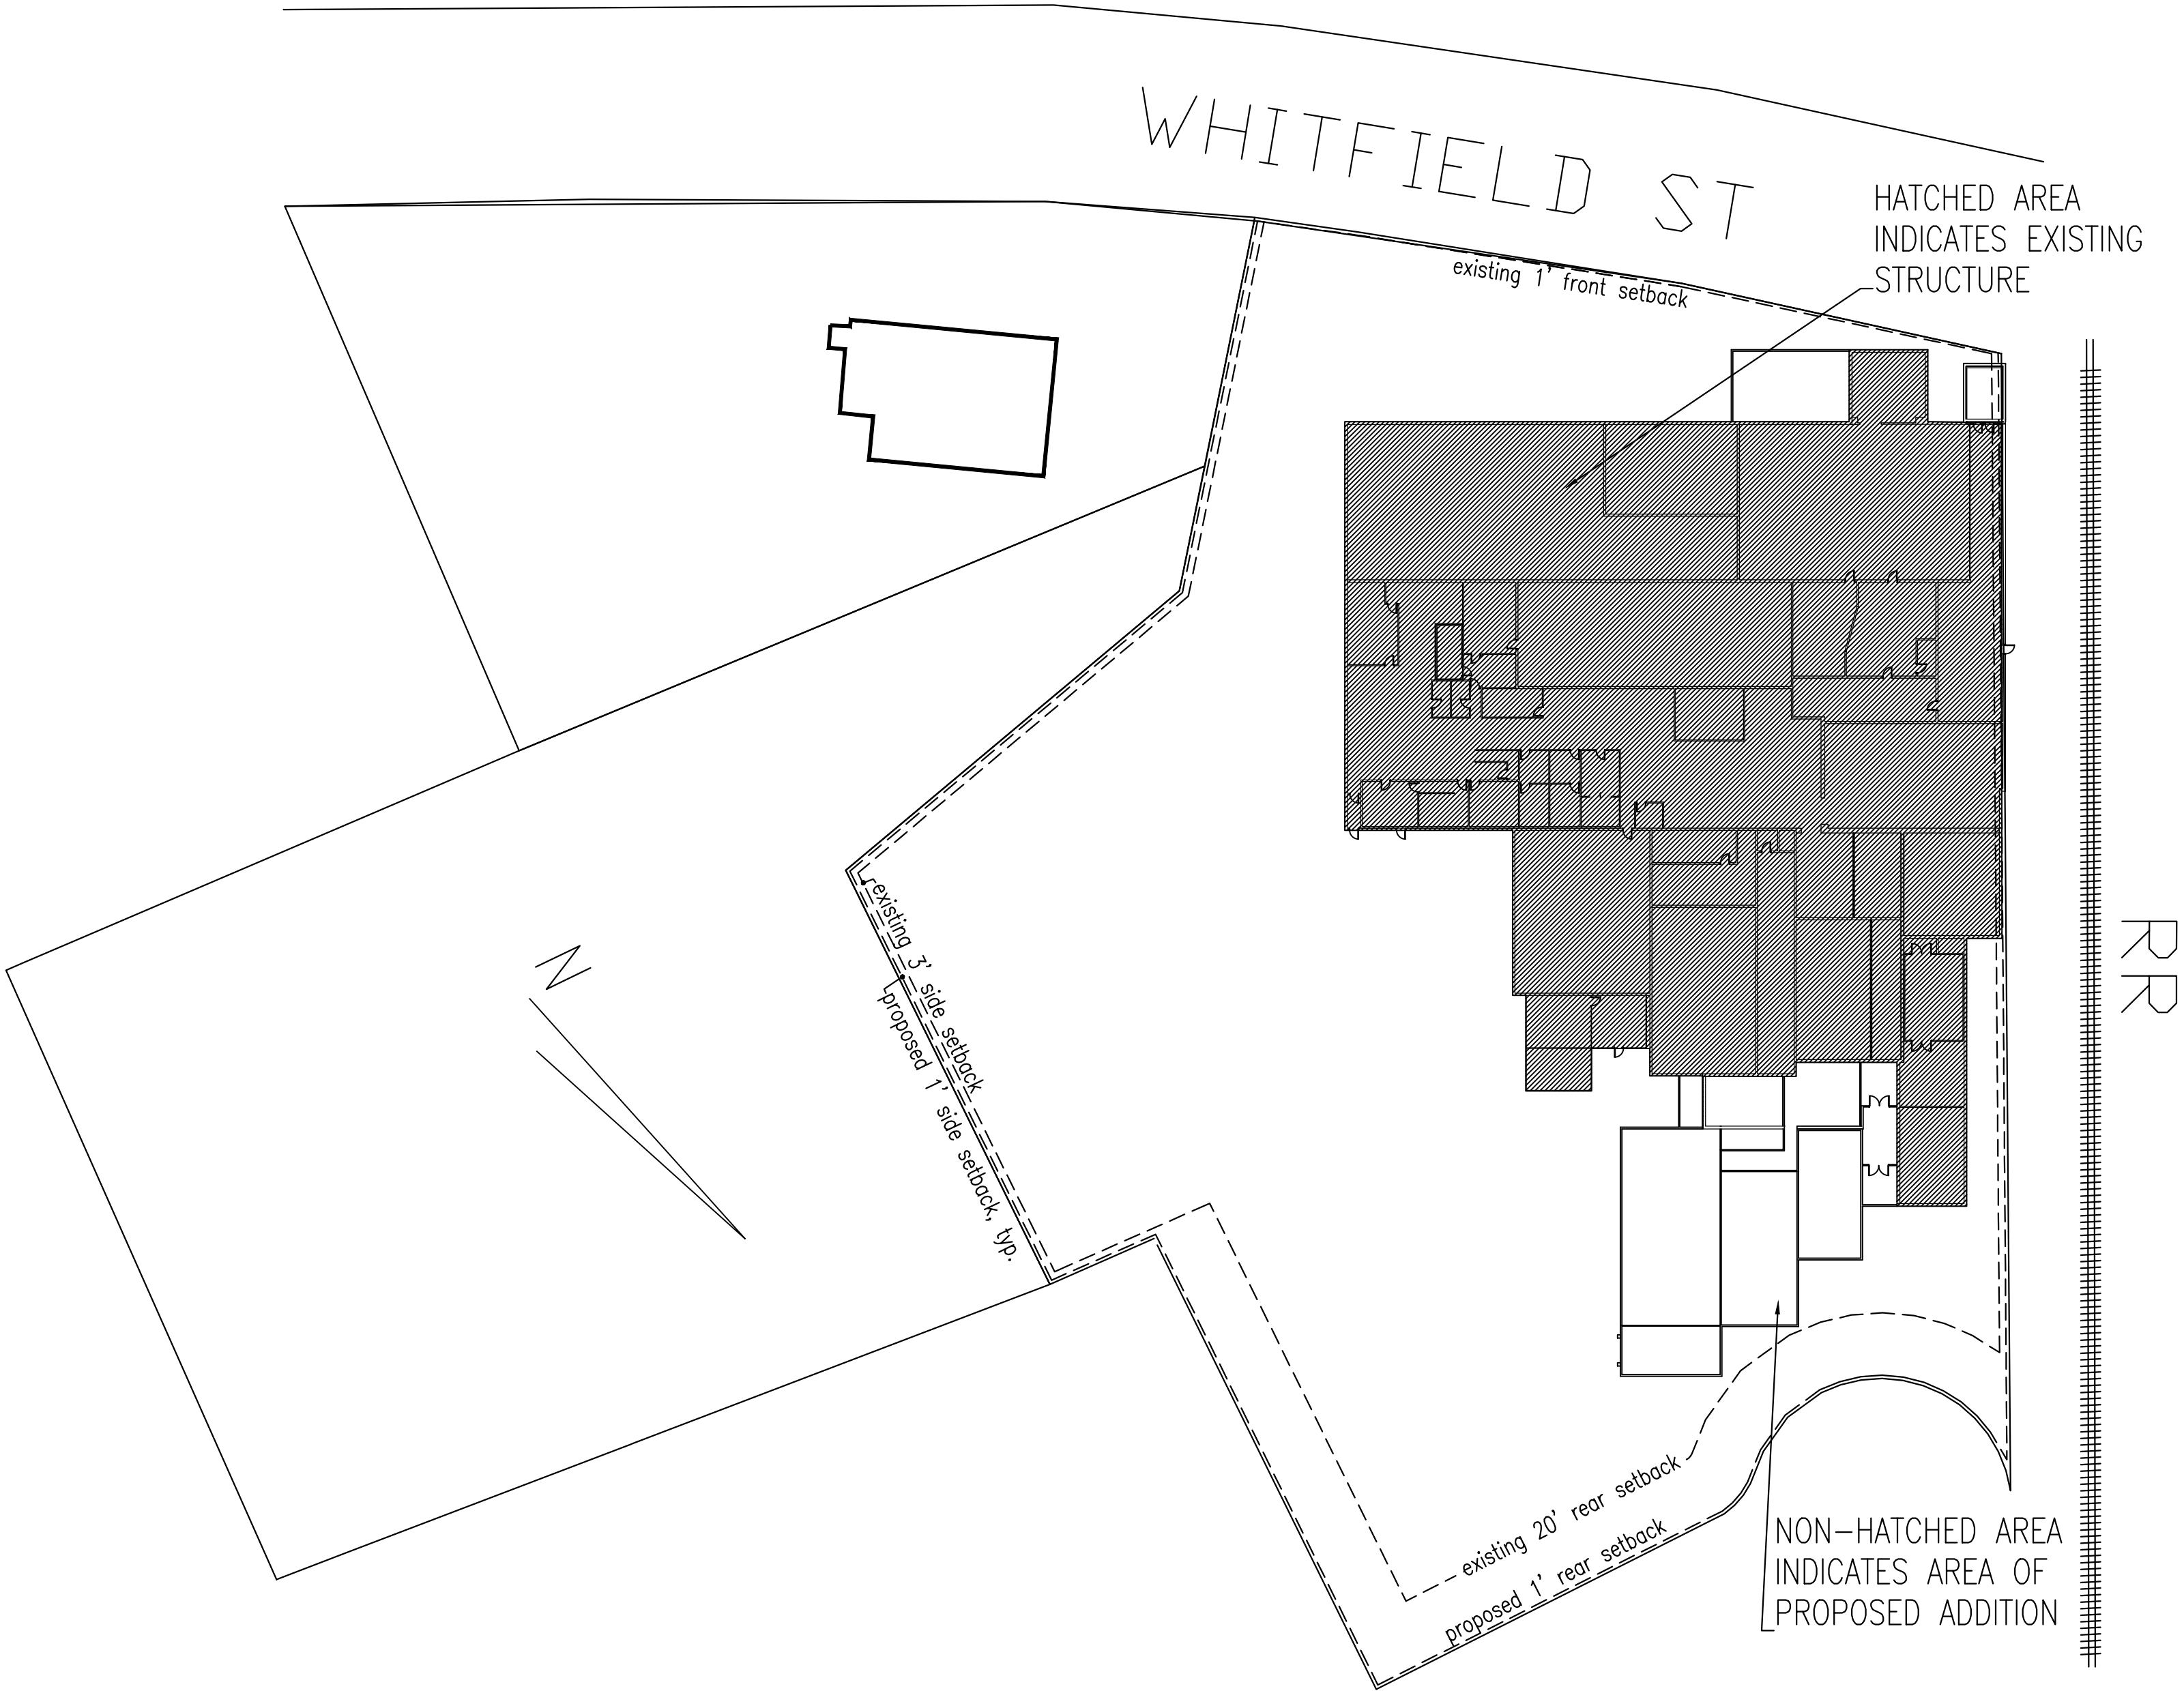 WHITFIELD ST
HATCHED AREA
INDICATES EXISTING
STRUCTURE
existing 1' front setback
RR
existing 3' side setback
proposed 1' side setback, typ.
N
existing 20' rear setback
proposed 1' rear setback
NON-HATCHED AREA
INDICATES AREA OF
PROPOSED ADDITION